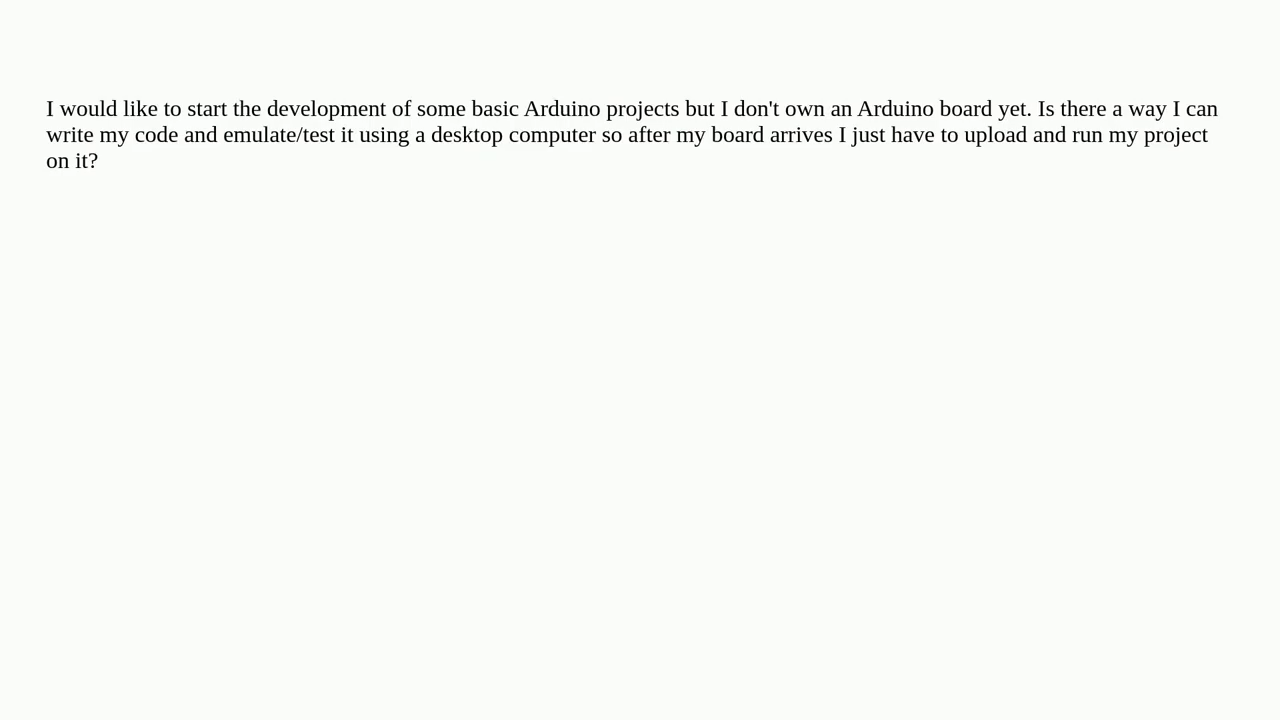 I would like to start the development of some basic Arduino projects but I don't own an Arduino board yet. Is there a way I can
write my code and emulate/test it using a desktop computer so after my board arrives I just have to upload and run my project
on it?